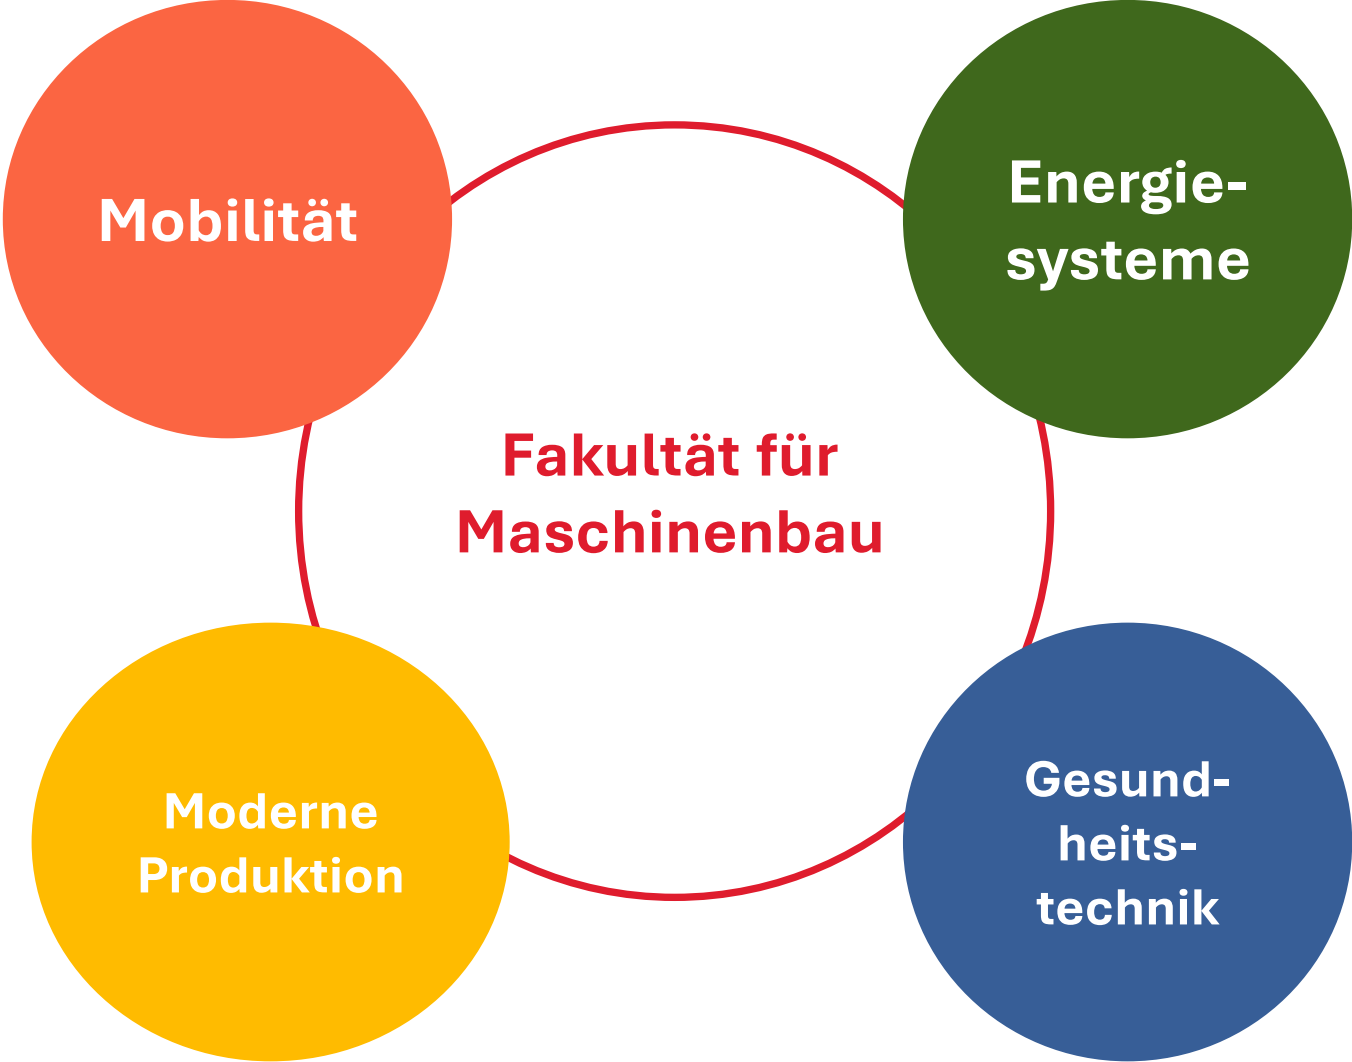 Mobilität
Energie-
systeme
Fakultät für
Maschinenbau
Moderne
Produktion
Gesund-
heits-
technik